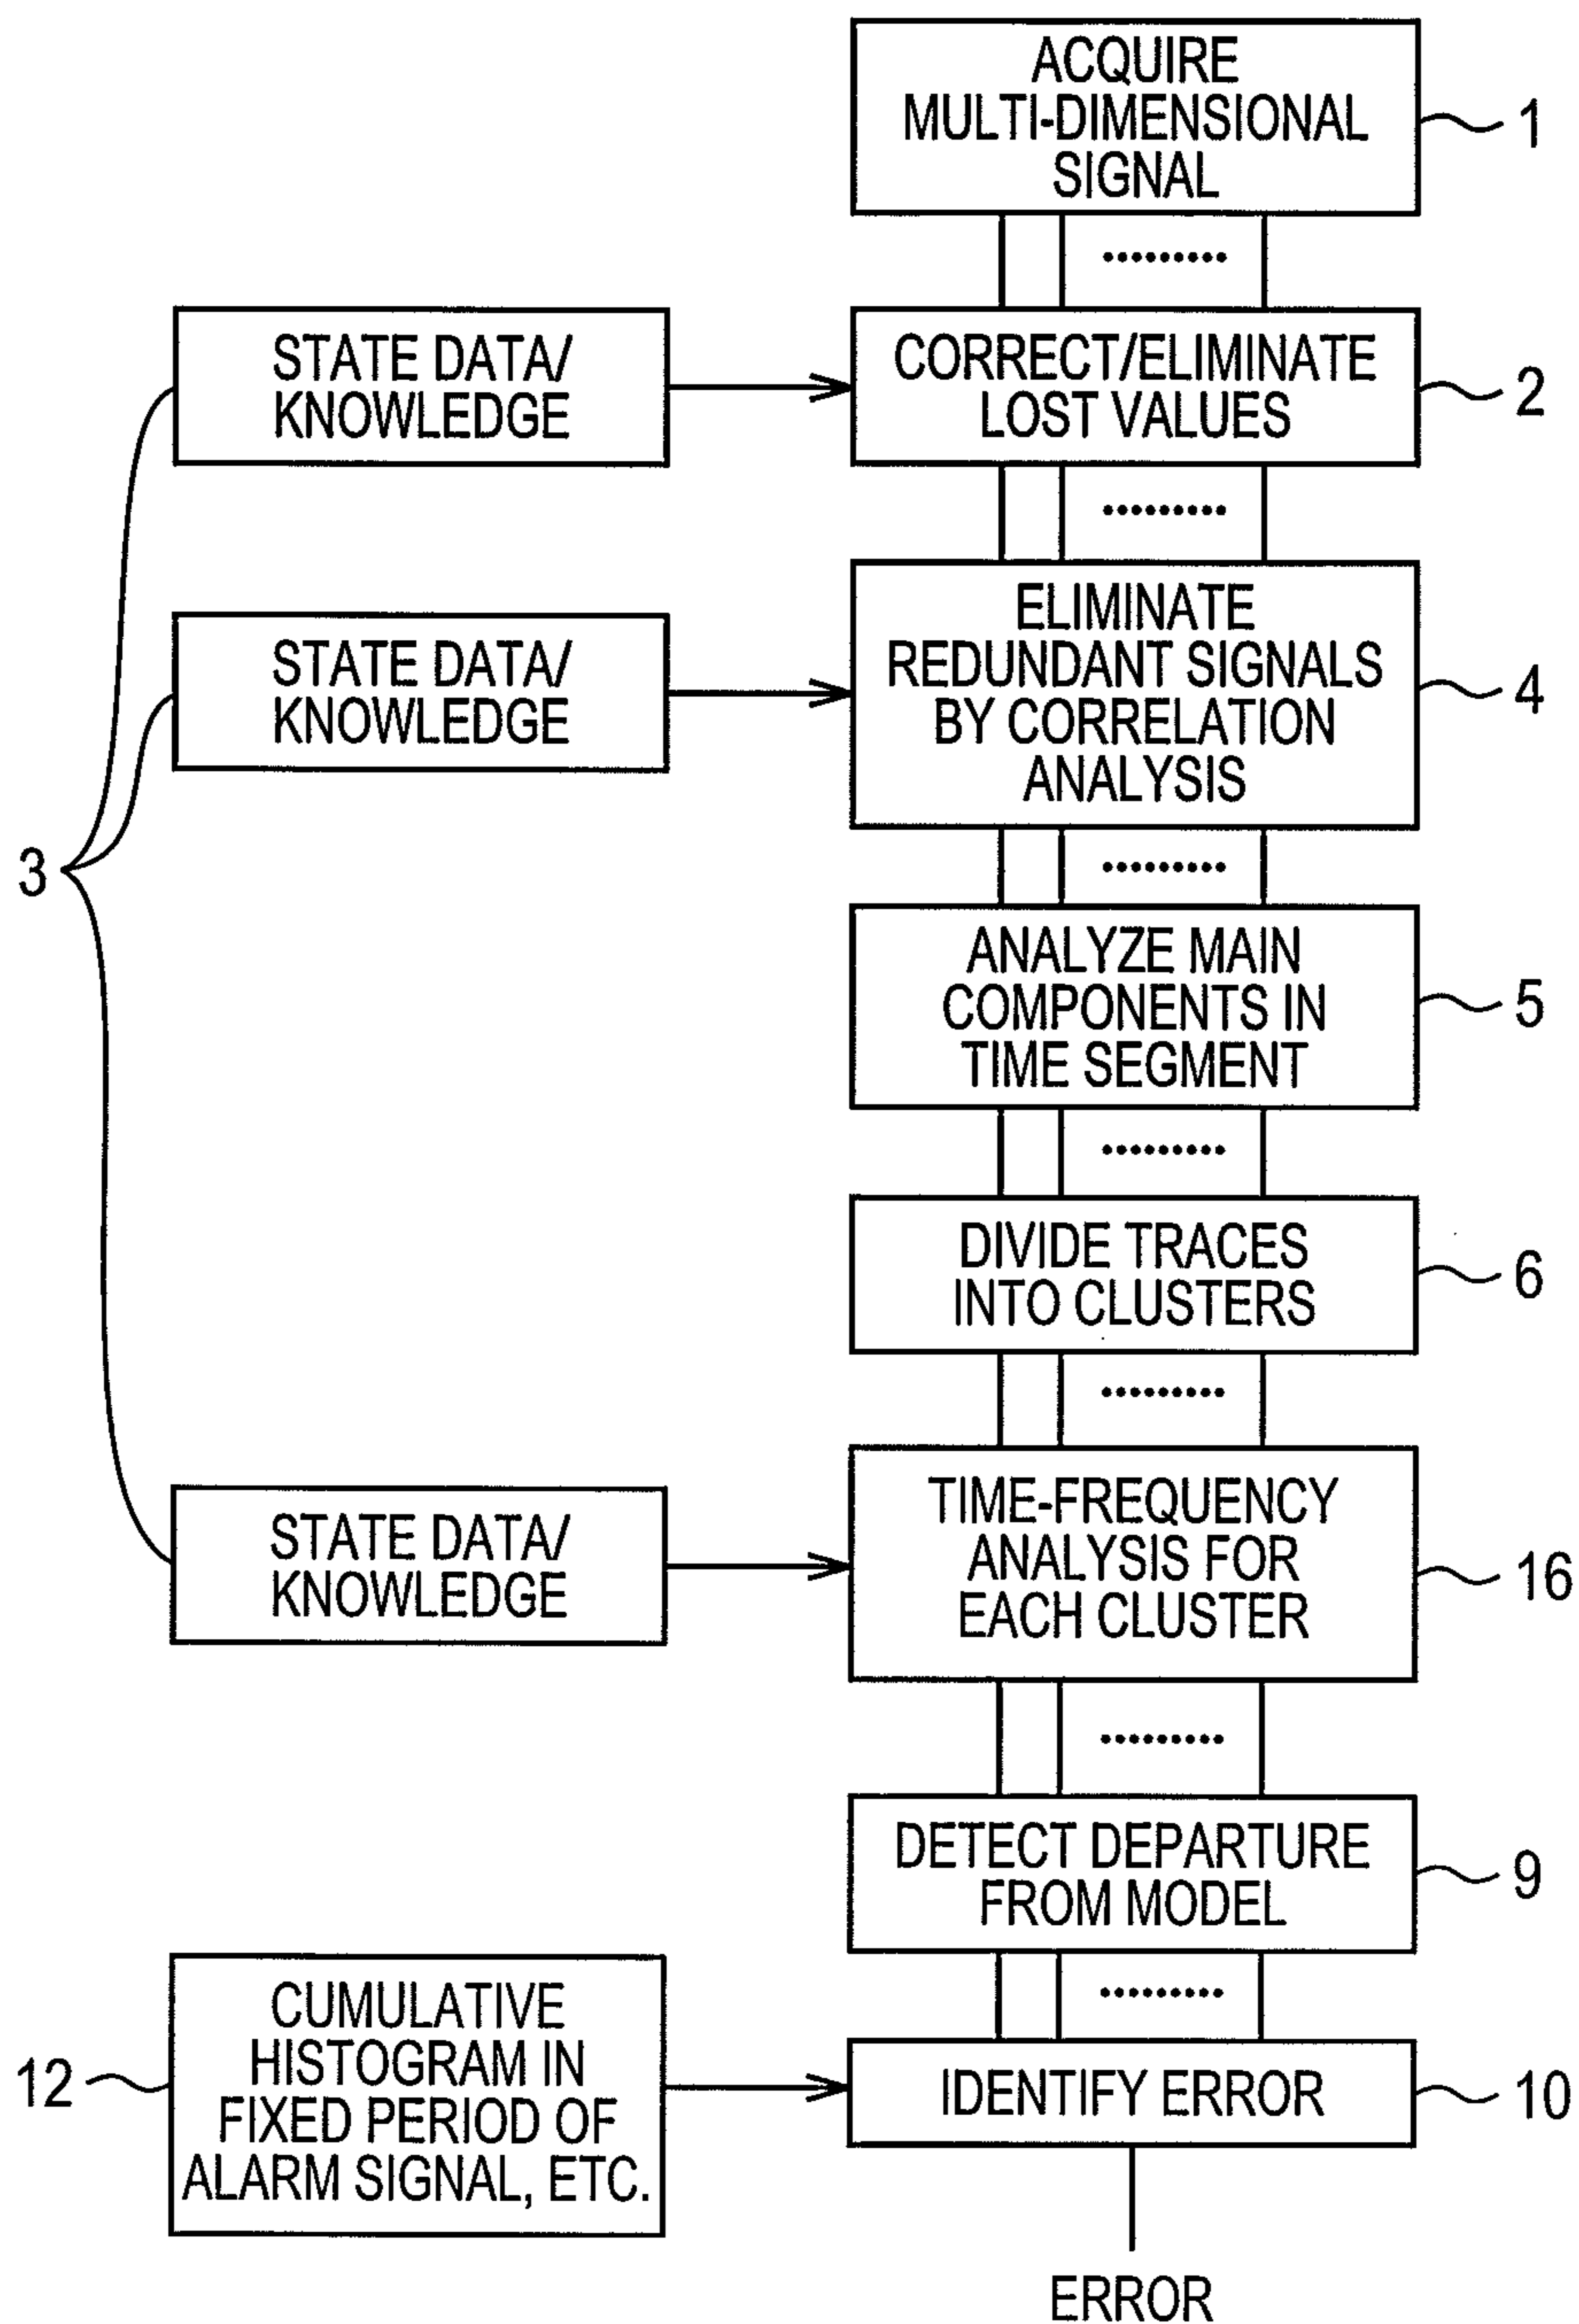 ACQUIRE
MULTI-DIMENSIONAL
SIGNAL
1
STATE DATA/
KNOWLEDGE
CORRECT/ELIMINATE
LOST VALUES
2
STATE DATA/
KNOWLEDGE
ELIMINATE
REDUNDANT SIGNALS
BY CORRELATION
ANALYSIS
4
3
ANALYZE MAIN
COMPONENTS IN
TIME SEGMENT
5
DIVIDE TRACES
INTO CLUSTERS
6
STATE DATA/
KNOWLEDGE
TIME-FREQUENCY
ANALYSIS FOR
EACH CLUSTER
16
DETECT DEPARTURE
FROM MODEL
9
12
CUMULATIVE
HISTOGRAM IN
FIXED PERIOD OF
ALARM SIGNAL, ETC.
IDENTIFY ERROR
10
ERROR